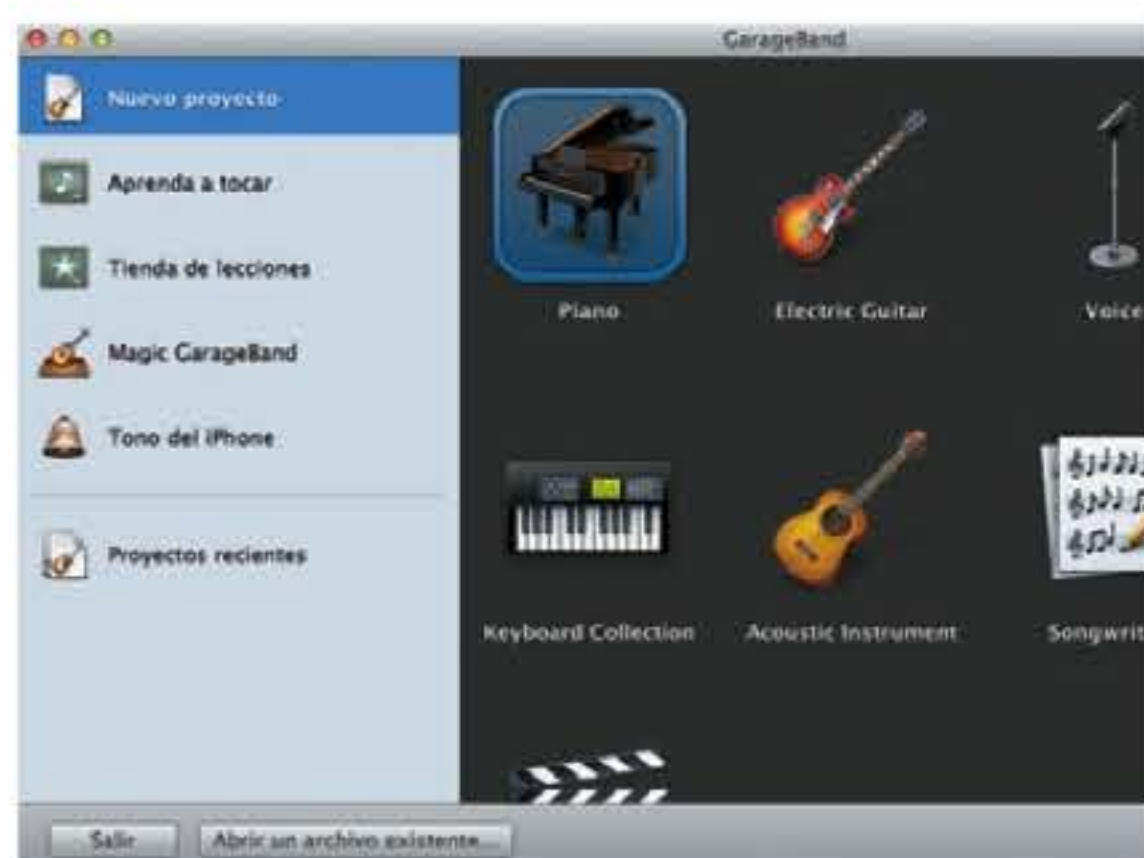 GarageBand
Nuevo proyecto
Aprenda a tocar
Tienda de lecciones
Magic GarageBand
Tono del iPhone
Proyectos recientes
Piano
Electric Guitar
Voice
Keyboard Collection
Acoustic Instrument
Songwrit
Salir
Abrir un archivo existente...